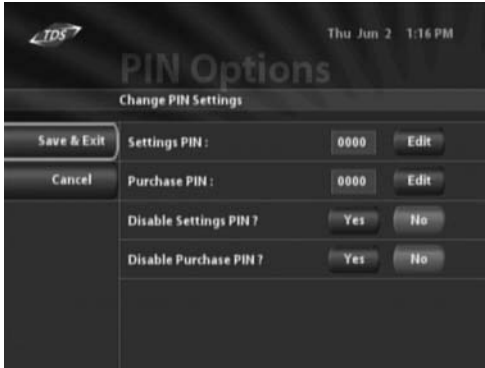 TDS
Thu Jun 2 1:16 PM
PIN Options
Change PIN Settings
Save & Exit
Settings PIN : 0000 Edit
Cancel
Purchase PIN : 0000 Edit
Disable Settings PIN ? Yes No
Disable Purchase PIN ? Yes No